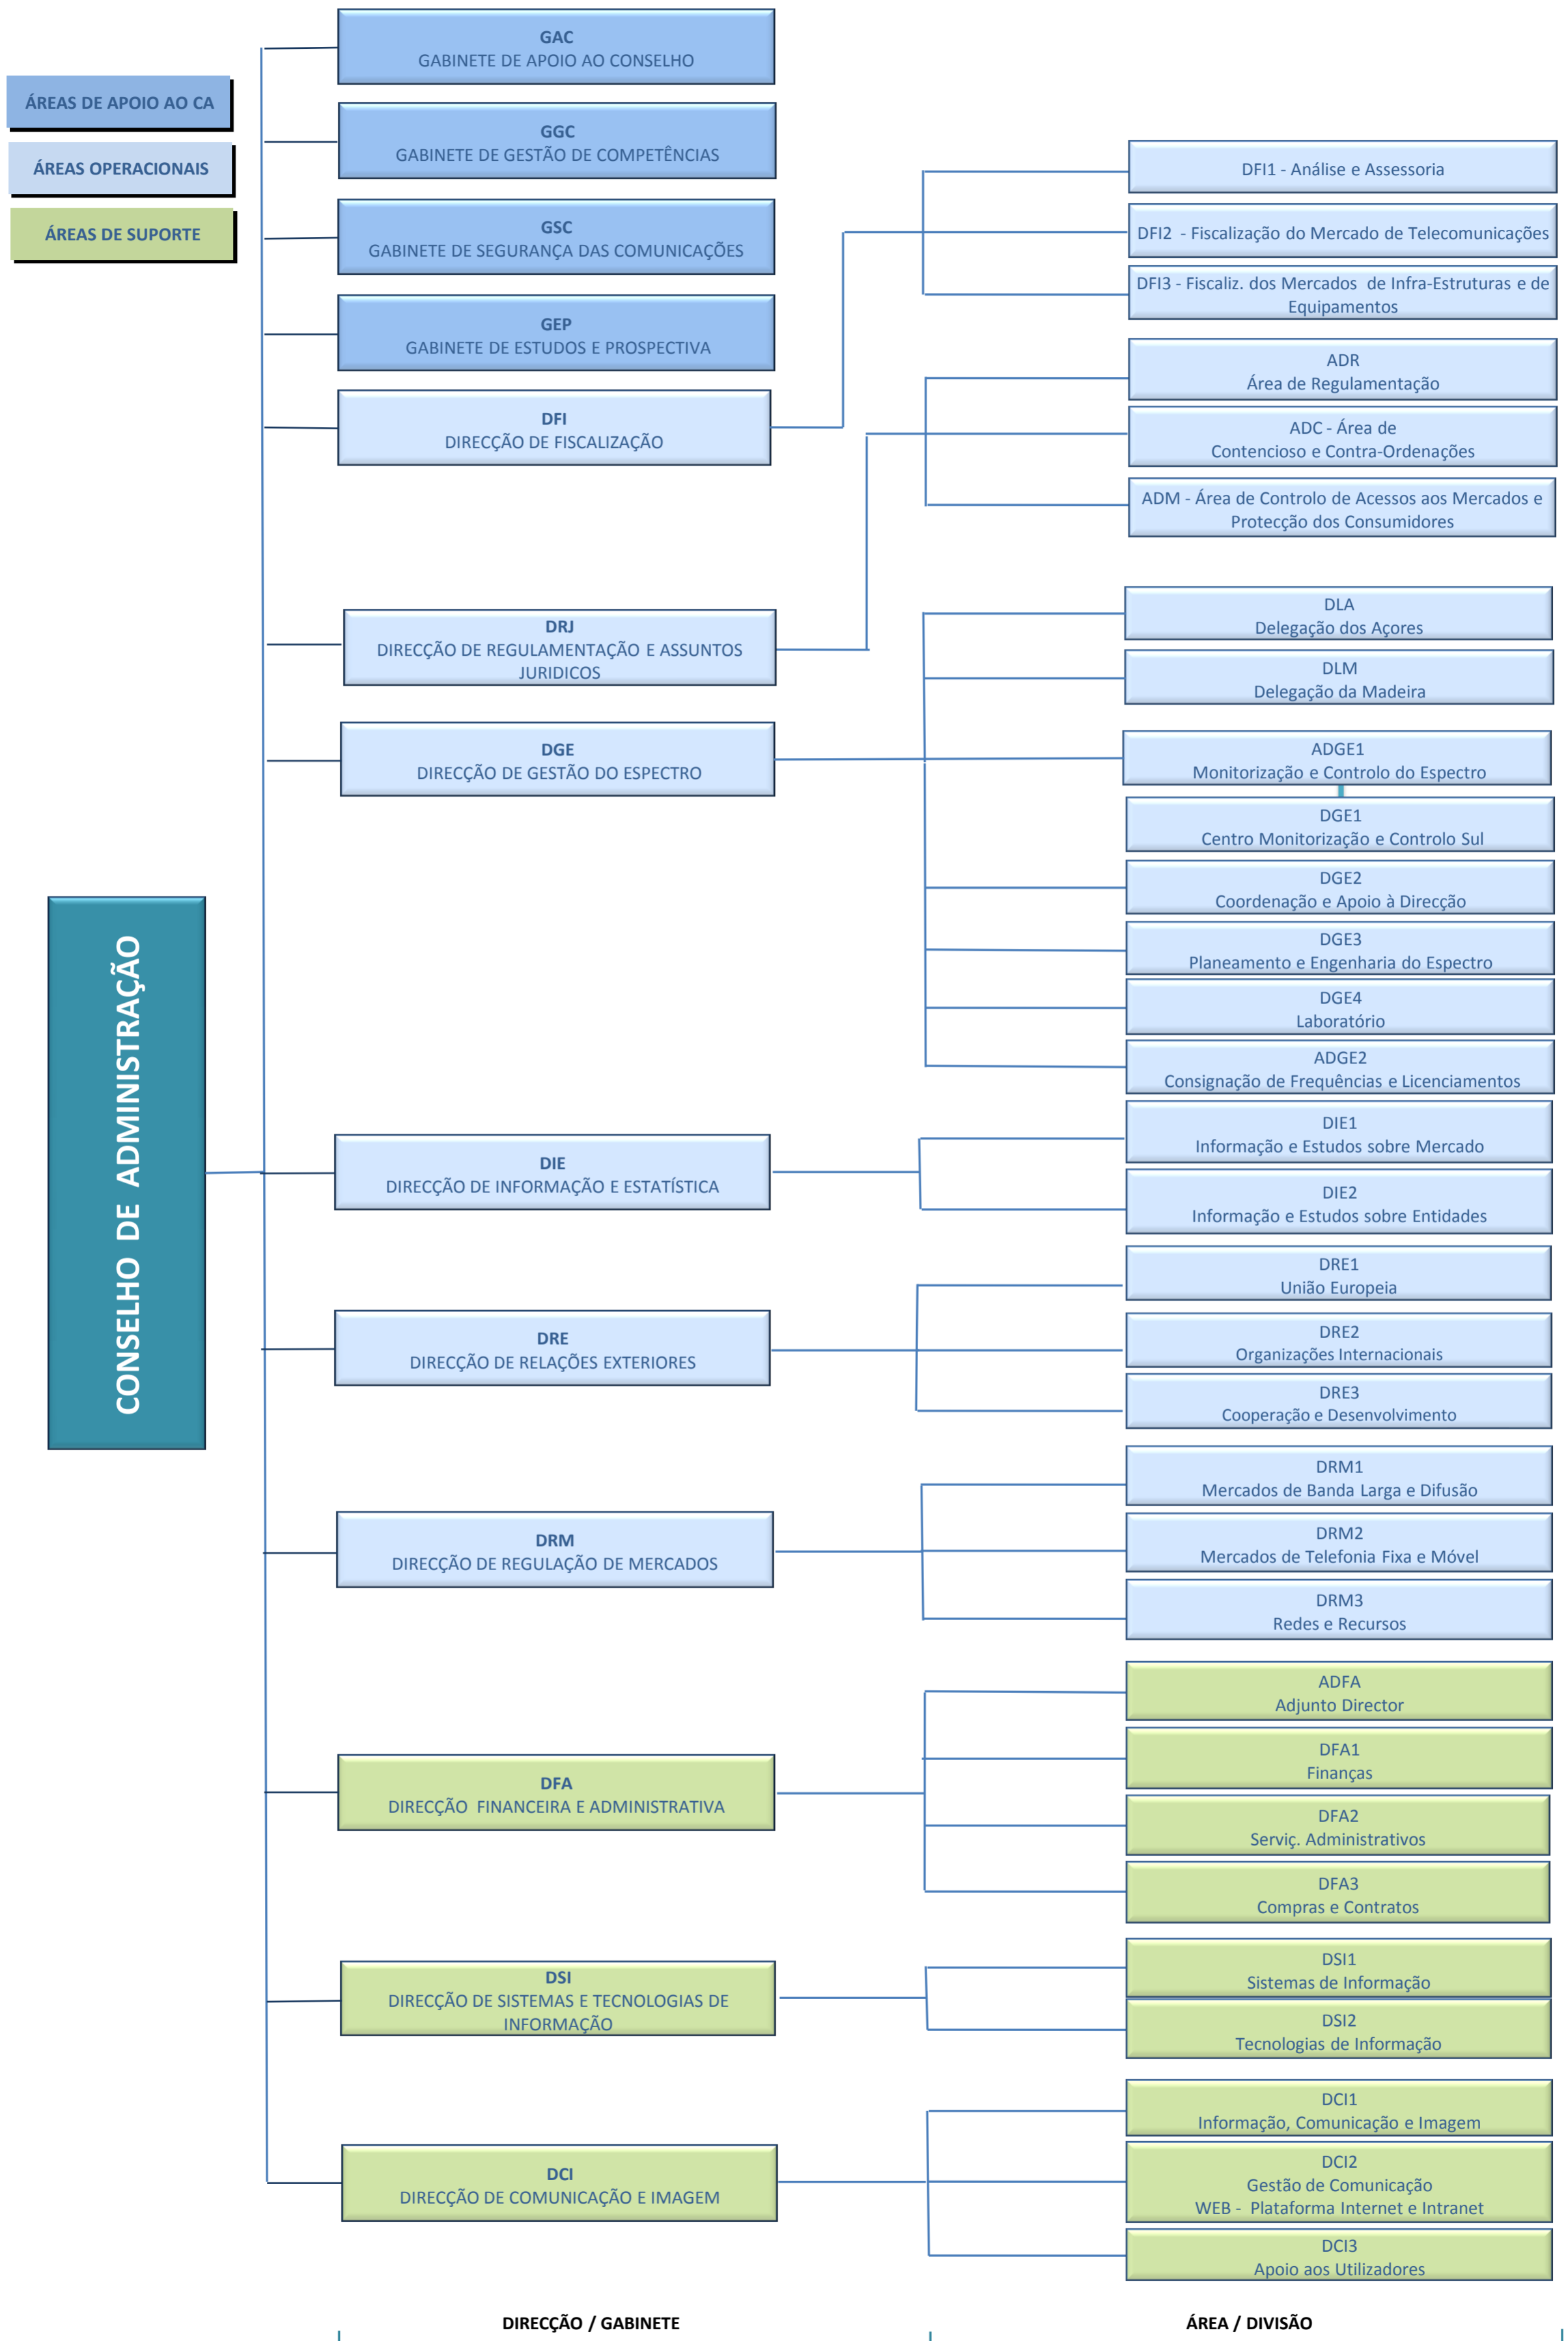 ÁREAS DE APOIO AO CA
ÁREAS OPERACIONAIS
ÁREAS DE SUPORTE
CONSELHO DE ADMINISTRAÇÃO
GAC
GABINETE DE APOIO AO CONSELHO
GGC
GABINETE DE GESTÃO DE COMPETÊNCIAS
GSC
GABINETE DE SEGURANÇA DAS COMUNICAÇÕES
GEP
GABINETE DE ESTUDOS E PROSPECTIVA
DFI
DIRECÇÃO DE FISCALIZAÇÃO
DFI1 - Análise e Assessoria
DFI2 - Fiscalização do Mercado de Telecomunicações
DFI3 - Fiscaliz. dos Mercados de Infra-Estruturas e de
Equipamentos
DRJ
DIRECÇÃO DE REGULAMENTAÇÃO E ASSUNTOS
JURIDICOS
ADR
Área de Regulamentação
ADC - Área de
Contencioso e Contra-Ordenações
ADM - Área de Controlo de Acessos aos Mercados e
Protecção dos Consumidores
DGE
DIRECÇÃO DE GESTÃO DO ESPECTRO
DLA
Delegação dos Açores
DLM
Delegação da Madeira
ADGE1
Monitorização e Controlo do Espectro
DGE1
Centro Monitorização e Controlo Sul
DGE2
Coordenação e Apoio à Direcção
DGE3
Planeamento e Engenharia do Espectro
DGE4
Laboratório
ADGE2
Consignação de Frequências e Licenciamentos
DIE
DIRECÇÃO DE INFORMAÇÃO E ESTATÍSTICA
DIE1
Informação e Estudos sobre Mercado
DIE2
Informação e Estudos sobre Entidades
DRE
DIRECÇÃO DE RELAÇÕES EXTERIORES
DRE1
União Europeia
DRE2
Organizações Internacionais
DRE3
Cooperação e Desenvolvimento
DRM
DIRECÇÃO DE REGULAÇÃO DE MERCADOS
DRM1
Mercados de Banda Larga e Difusão
DRM2
Mercados de Telefonia Fixa e Móvel
DRM3
Redes e Recursos
DFA
DIRECÇÃO FINANCEIRA E ADMINISTRATIVA
ADFA
Adjunto Director
DFA1
Finanças
DFA2
Serviç. Administrativos
DFA3
Compras e Contratos
DSI
DIRECÇÃO DE SISTEMAS E TECNOLOGIAS DE
INFORMAÇÃO
DSI1
Sistemas de Informação
DSI2
Tecnologias de Informação
DCI
DIRECÇÃO DE COMUNICAÇÃO E IMAGEM
DCI1
Informação, Comunicação e Imagem
DCI2
Gestão de Comunicação
WEB - Plataforma Internet e Intranet
DCI3
Apoio aos Utilizadores
DIRECÇÃO / GABINETE
ÁREA / DIVISÃO